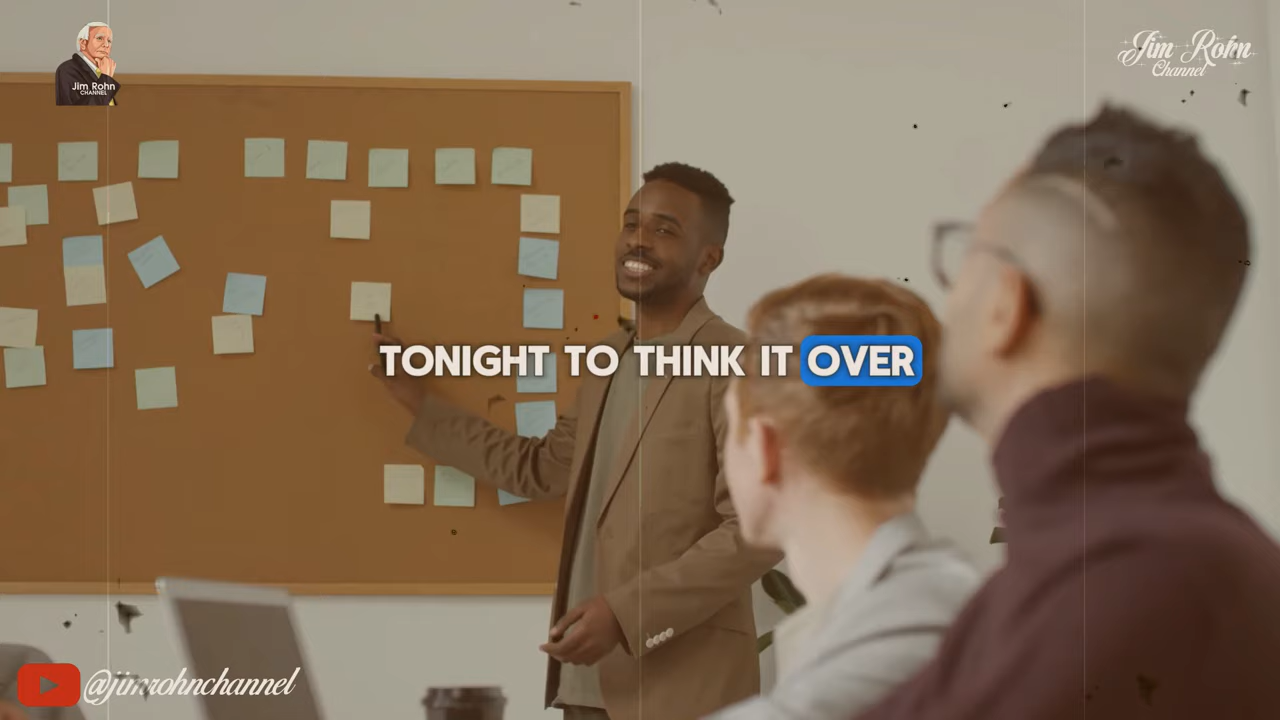 Jim Rohn
CHANNEL
Jim Rohn
Channel
TONIGHT TO THINK IT OVER
@jimrohnchannel